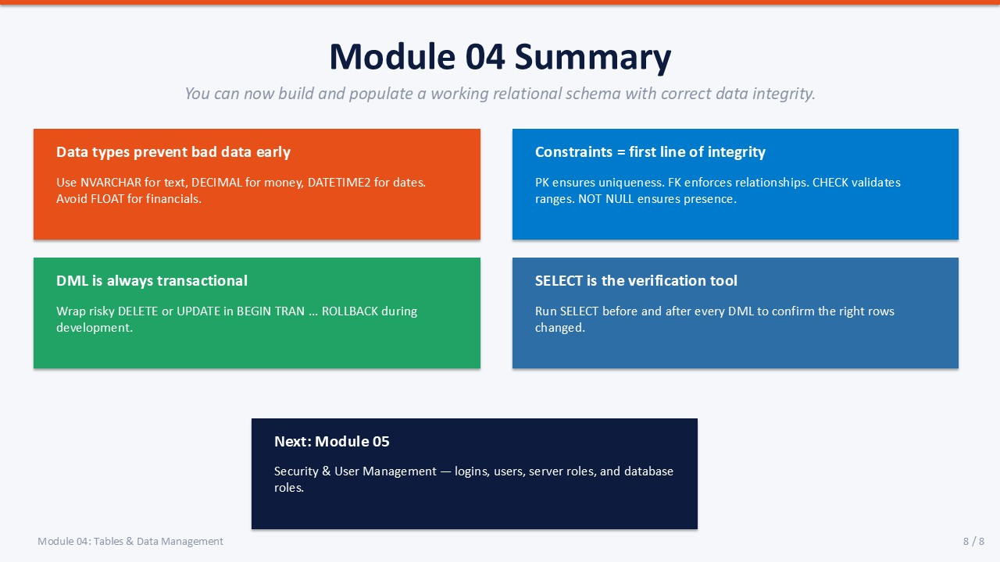 Module 04 Summary
You can now build and populate a working relational schema with correct data integrity.
Data types prevent bad data early
Use NVARCHAR for text, DECIMAL for money, DATETIME2 for dates.
Avoid FLOAT for financials.
Constraints = first line of integrity
PK ensures uniqueness. FK enforces relationships. CHECK validates
ranges. NOT NULL ensures presence.
DML is always transactional
Wrap risky DELETE or UPDATE in BEGIN TRAN ... ROLLBACK during
development.
SELECT is the verification tool
Run SELECT before and after every DML to confirm the right rows
changed.
Next: Module 05
Security & User Management — logins, users, server roles, and database
roles.
Module 04: Tables & Data Management
8 / 8